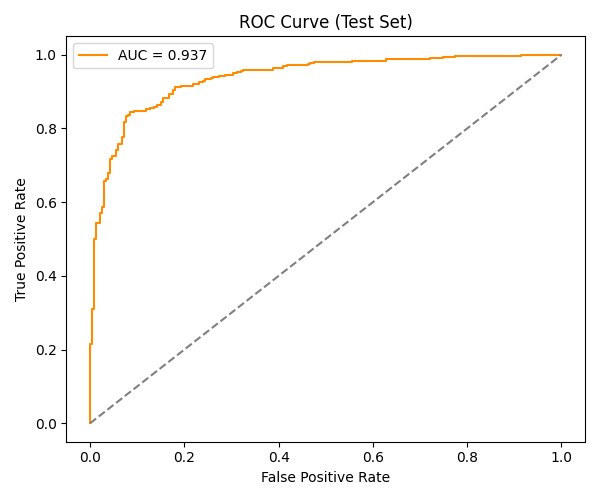 ROC Curve (Test Set)
AUC = 0.937
1.0
0.8
0.6
0.4
0.2
0.0
True Positive Rate
0.0 0.2 0.4 0.6 0.8 1.0
False Positive Rate